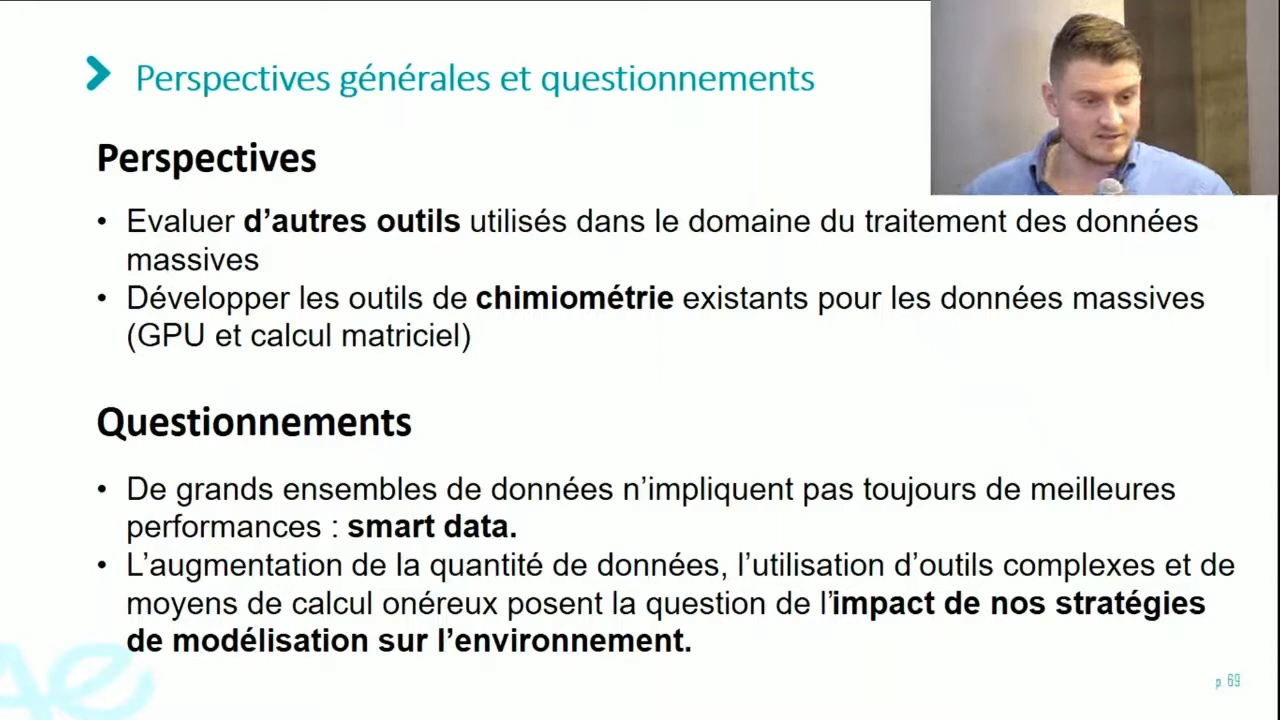 Perspectives générales et questionnements
Perspectives
• Evaluer d’autres outils utilisés dans le domaine du traitement des données
massives
• Développer les outils de chimiométrie existants pour les données massives
(GPU et calcul matriciel)
Questionnements
• De grands ensembles de données n’impliquent pas toujours de meilleures
performances : smart data.
• L’augmentation de la quantité de données, l’utilisation d’outils complexes et de
moyens de calcul onéreux posent la question de l’impact de nos stratégies
de modélisation sur l’environnement.
p 69